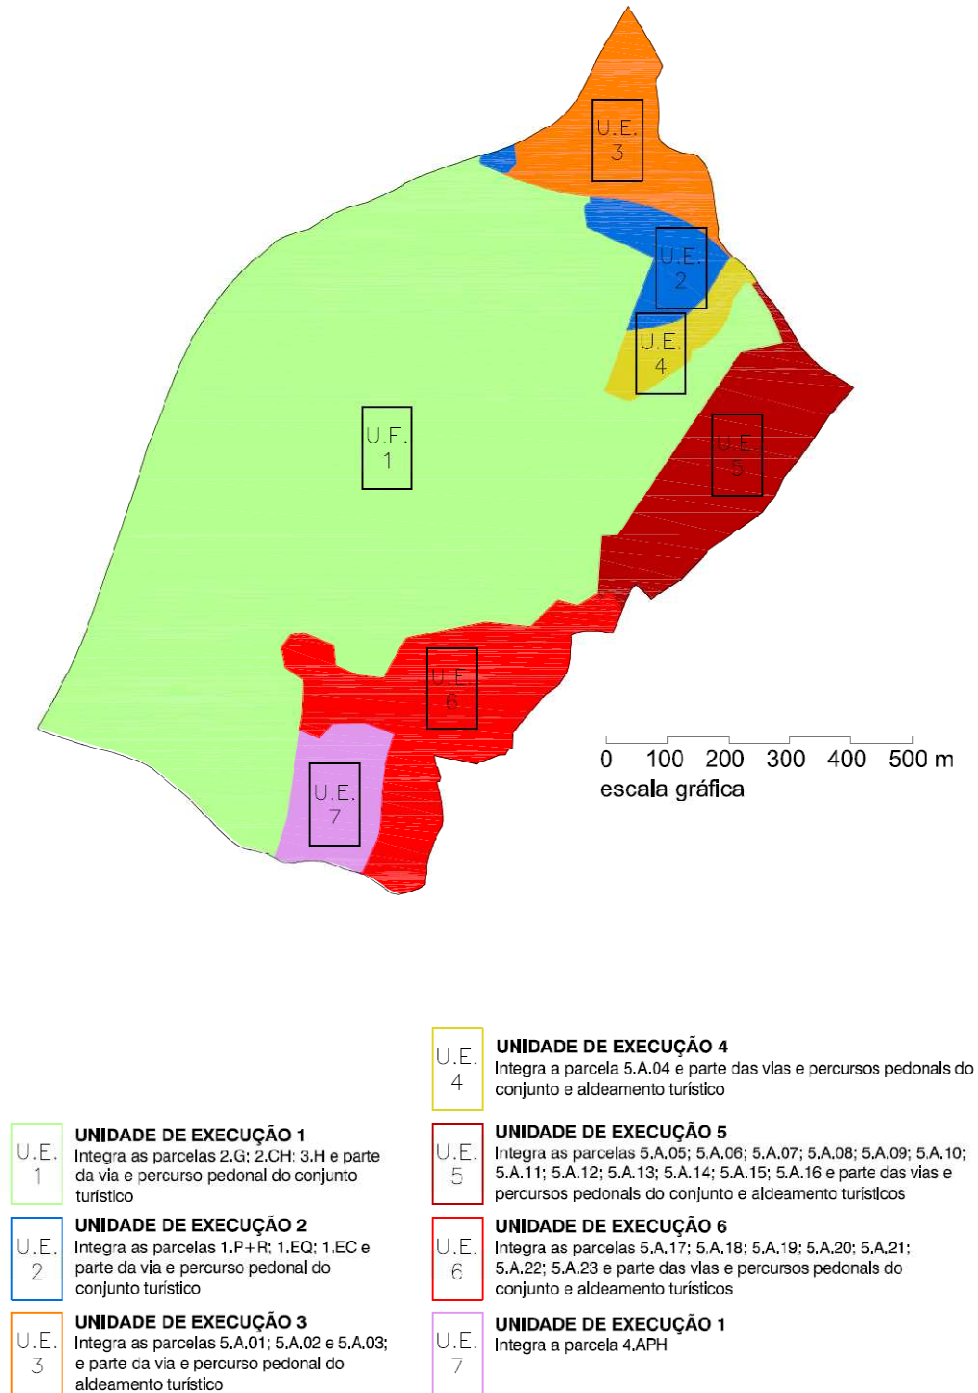 U.E.
3
U.E.
2
U.E.
4
U.F.
1
U.E.
5
U.E.
6
U.E.
7
0 100 200 300 400 500 m
escala gráfica
U.E.
4
UNIDADE DE EXECUÇÃO 4
Integra a parcela 5.A.04 e parte das vias e percursos pedonais do
conjunto e aldeamento turístico
U.E.
1
UNIDADE DE EXECUÇÃO 1
Integra as parcelas 2.G; 2.CH; 3.H e parte
da via e percurso pedonal do conjunto
turístico
U.E.
5
UNIDADE DE EXECUÇÃO 5
Integra as parcelas 5.A.05; 5.A.06; 5.A.07; 5.A.08; 5.A.09; 5.A.10;
5.A.11; 5.A.12; 5.A.13; 5.A.14; 5.A.15; 5.A.16 e parte das vias e
percursos pedonais do conjunto e aldeamento turísticos
U.E.
2
UNIDADE DE EXECUÇÃO 2
Integra as parcelas 1.P+R; 1.EQ; 1.EC e
parte da via e percurso pedonal do
conjunto turístico
U.E.
6
UNIDADE DE EXECUÇÃO 6
Integra as parcelas 5.A.17; 5.A.18; 5.A.19; 5.A.20; 5.A.21;
5.A.22; 5.A.23 e parte das vias e percursos pedonais do
conjunto e aldeamento turísticos
U.E.
3
UNIDADE DE EXECUÇÃO 3
Integra as parcelas 5.A.01; 5.A.02 e 5.A.03;
e parte da via e percurso pedonal do
aldeamento turístico
U.E.
7
UNIDADE DE EXECUÇÃO 1
Integra a parcela 4.APH